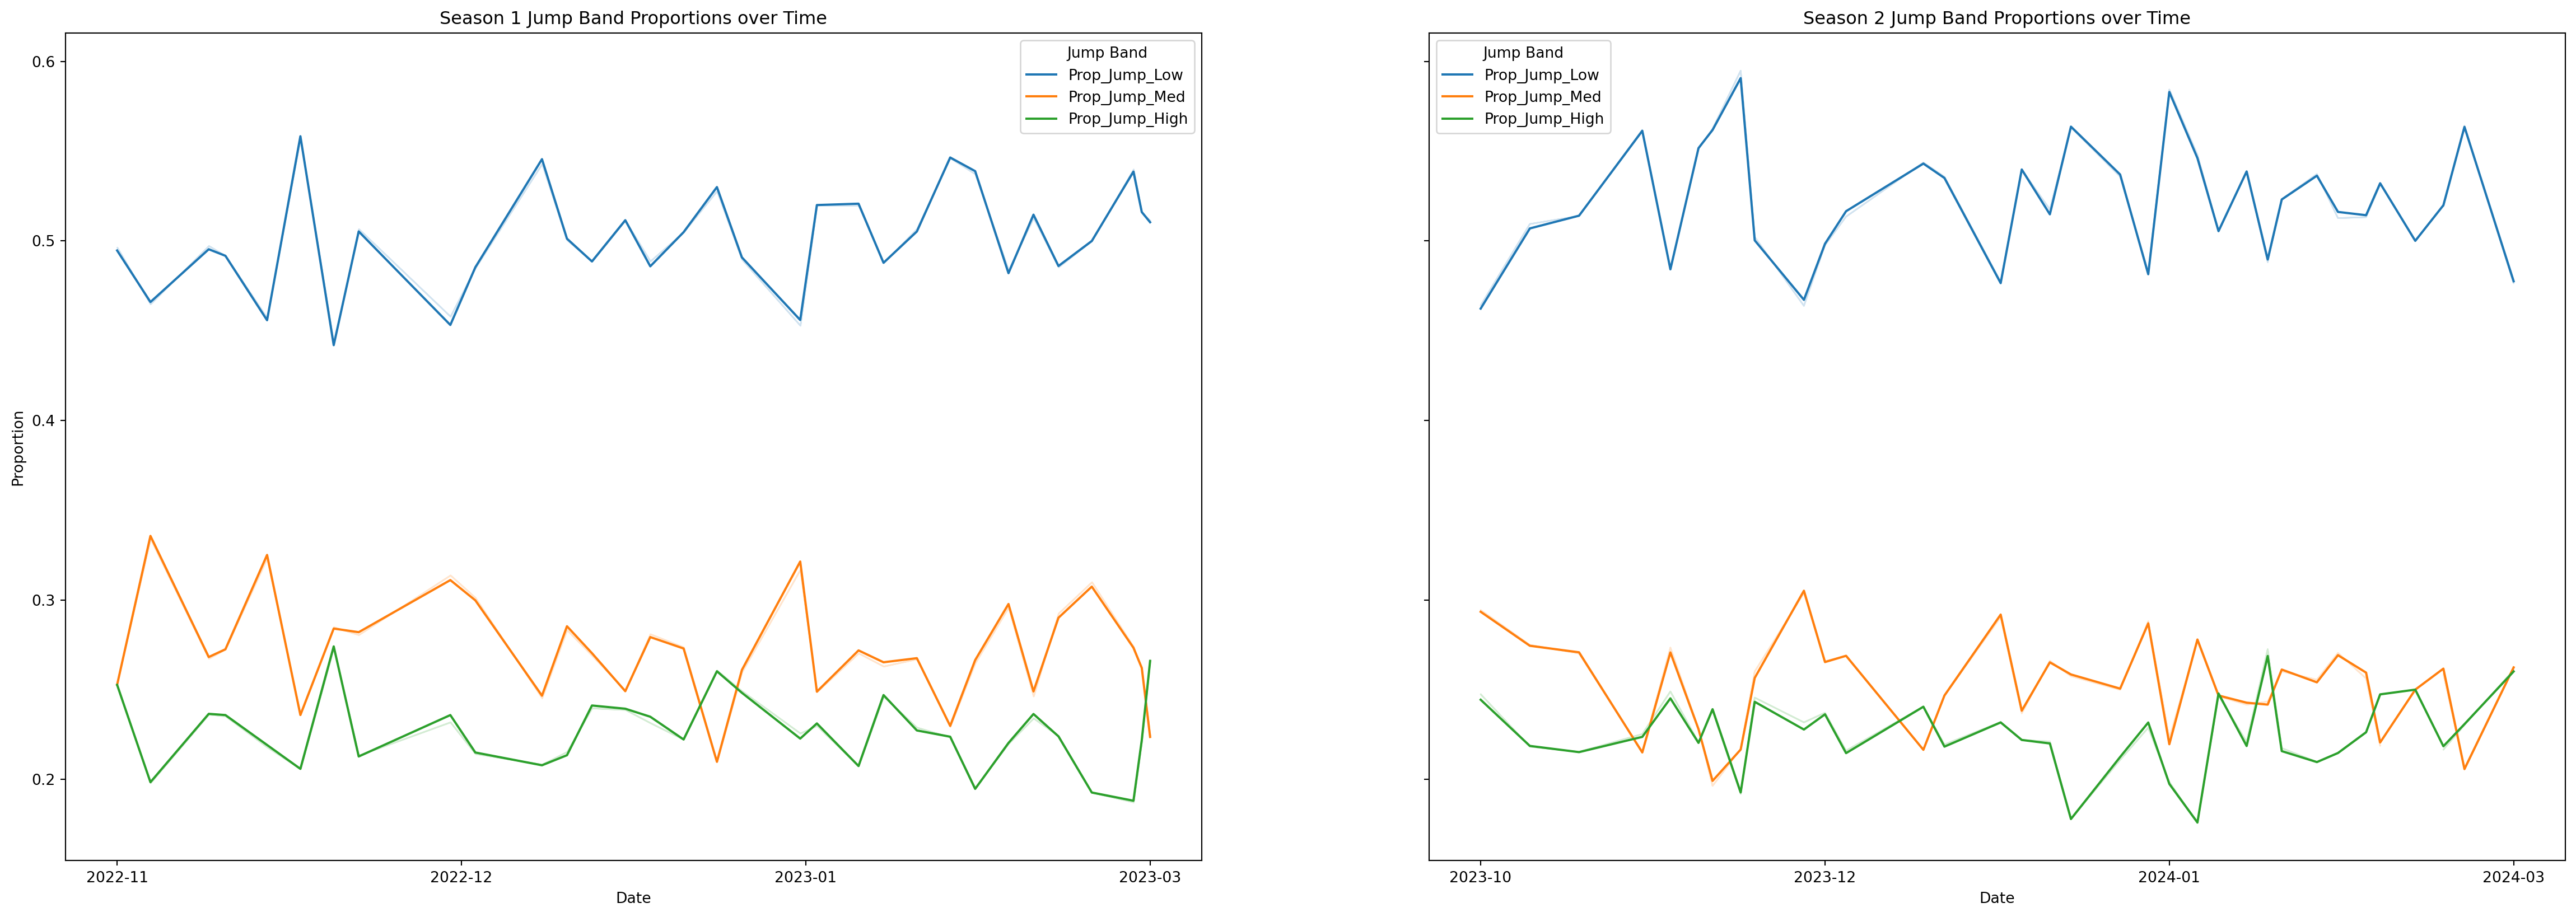 Season 1 Jump Band Proportions over Time
Jump Band
Prop_Jump_Low
Prop_Jump_Med
Prop_Jump_High
0.6
0.5
0.4
0.3
0.2
Proportion
2022-11
2022-12
2023-01
2023-03
Date
Season 2 Jump Band Proportions over Time
Jump Band
Prop_Jump_Low
Prop_Jump_Med
Prop_Jump_High
2023-10
2023-12
2024-01
2024-03
Date